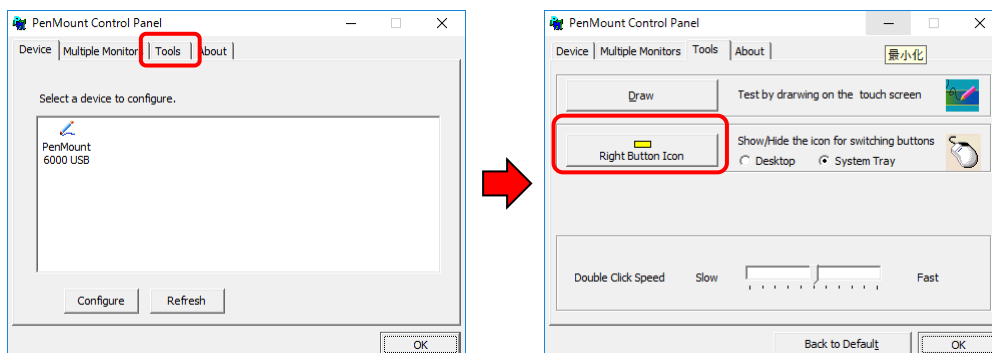 PenMount Control Panel
Device Multiple Monitors Tools About
Select a device to configure.
PenMount
6000 USB
Configure Refresh
OK
PenMount Control Panel
Device Multiple Monitors Tools About
最小化
Draw Test by drarwing on the touch screen
Right Button Icon
Show/Hide the icon for switching buttons
Desktop System Tray
Double Click Speed Slow Fast
Back to Default OK